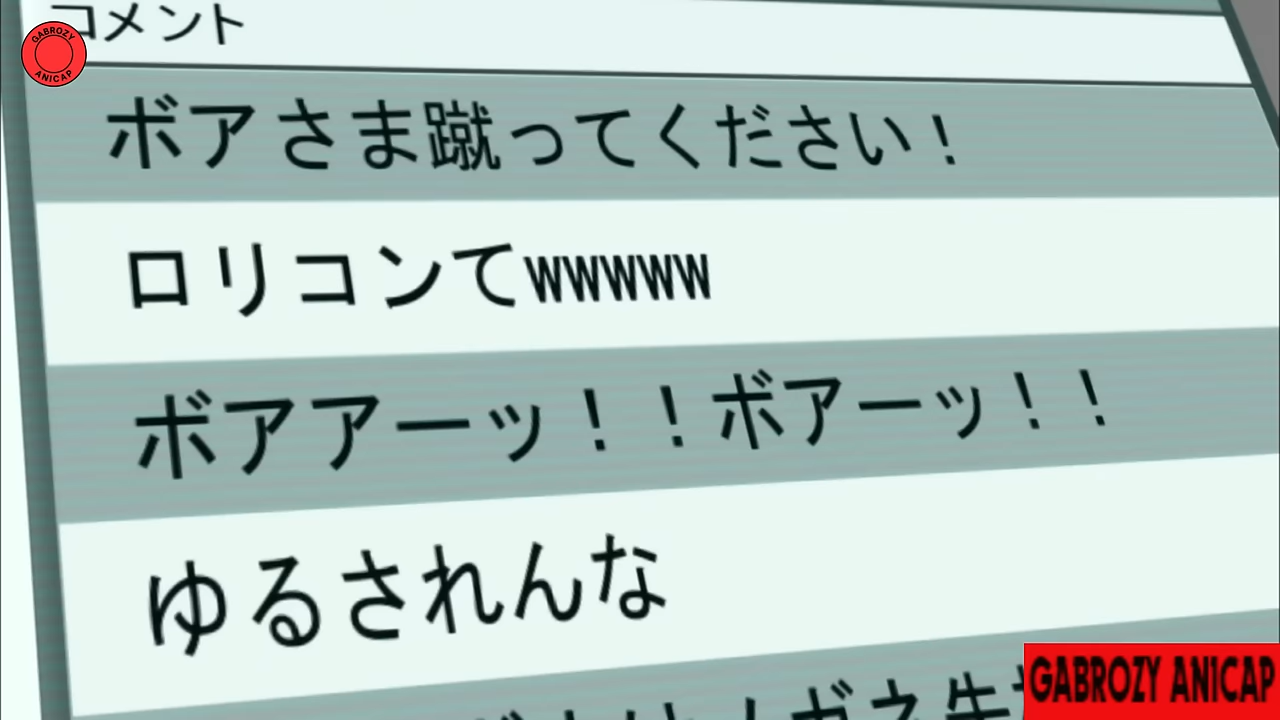 コメント
GABROZY
ANICAP
ボアさま蹴ってください！
ロリコンてwwwww
ボアアーッ！！ボアーッ！！
ゆるされんな
GABROZY ANICAP